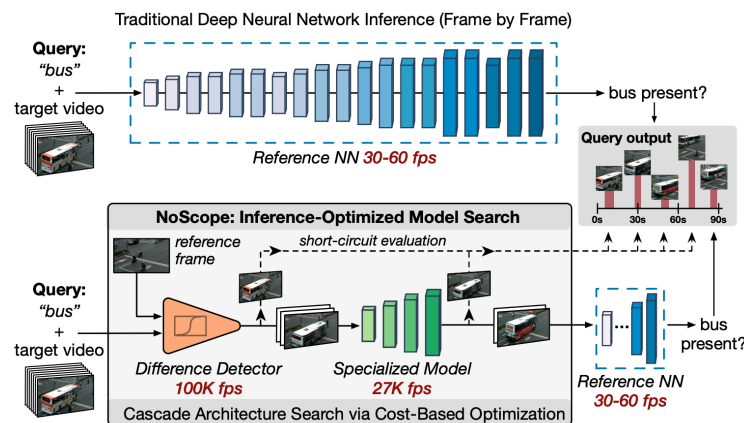 Traditional Deep Neural Network Inference (Frame by Frame)
Query:
"bus"
+
target video
Reference NN 30-60 fps
bus present?
Query output
0s 30s 60s 90s
NoScope: Inference-Optimized Model Search
reference
frame
short-circuit evaluation
Query:
"bus"
+
target video
Difference Detector
100K fps
Specialized Model
27K fps
Reference NN
30-60 fps
bus
present?
Cascade Architecture Search via Cost-Based Optimization